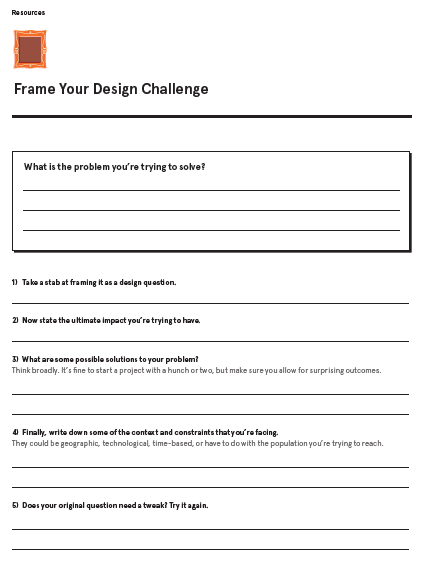 Resources
Frame Your Design Challenge
What is the problem you're trying to solve?
1) Take a stab at framing it as a design question.
2) Now state the ultimate impact you're trying to have.
3) What are some possible solutions to your problem?
Think broadly. It's fine to start a project with a hunch or two, but make sure you allow for surprising outcomes.
4) Finally, write down some of the context and constraints that you're facing.
They could be geographic, technological, time-based, or have to do with the population you're trying to reach.
5) Does your original question need a tweak? Try it again.